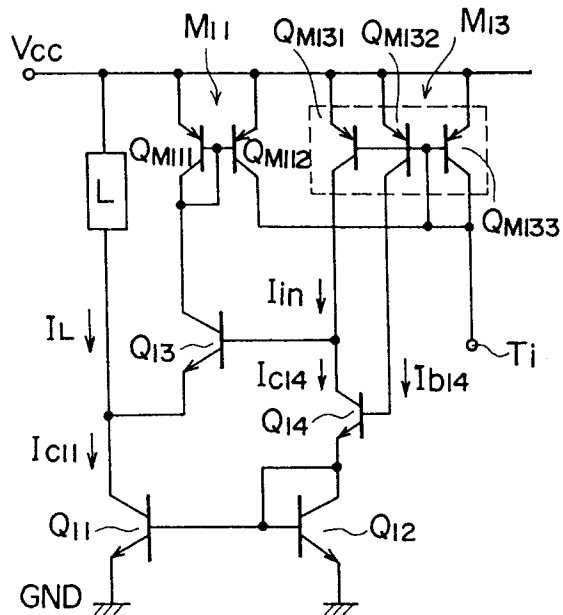 M11
QM131
QM132
M13
Vcc
QM111
QM112
L
QM133
Iin
IL
Q13
Ti
Ic14
Ib14
Q14
Ic11
Q11
Q12
GND